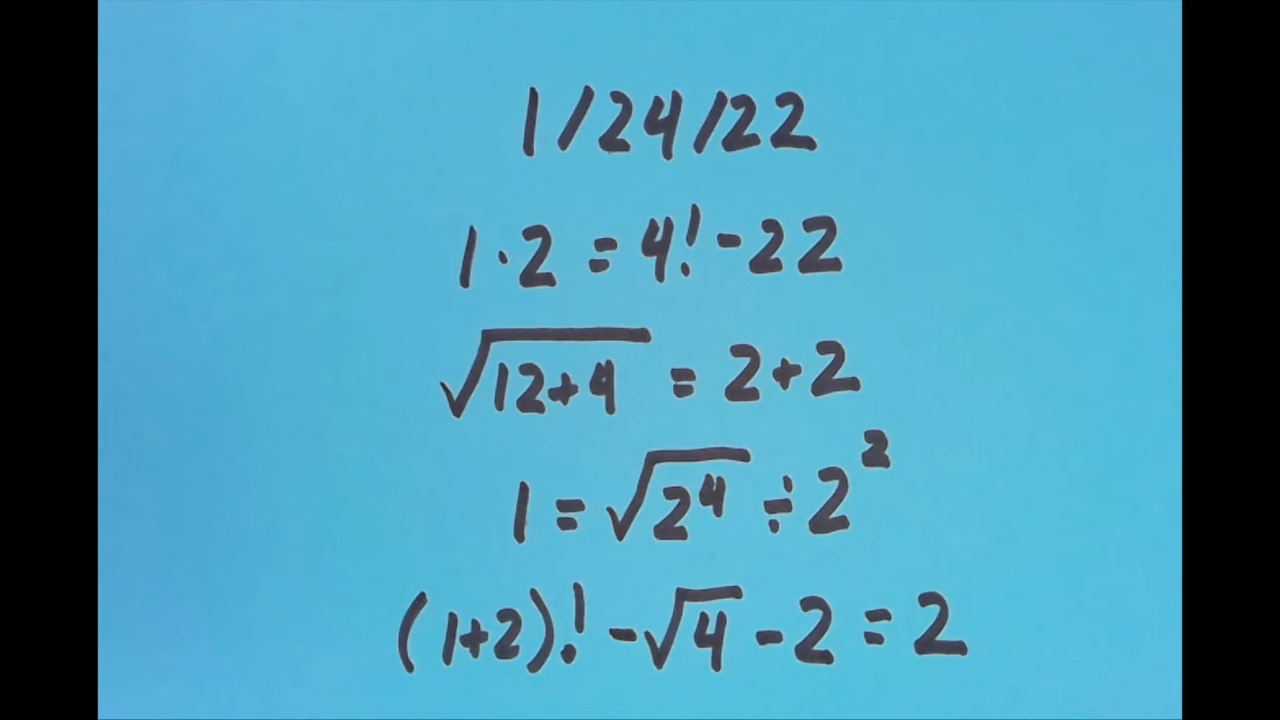 1/24/22
1·2 = 4! - 22
√12+4 = 2+2
1 = √2⁴ ÷ 2²
(1+2)! - √4 - 2 = 2